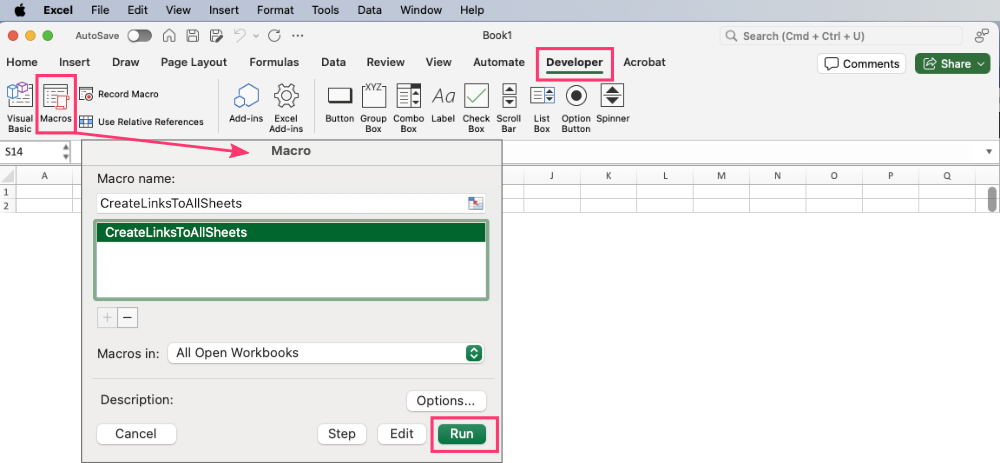 Excel File Edit View Insert Format Tools Data Window Help
AutoSave Book1 Search (Cmd + Ctrl + U)
Home Insert Draw Page Layout Formulas Data Review View Automate Developer Acrobat Comments Share
Visual Basic
Macros
Record Macro
Use Relative References
Add-ins
Excel Add-ins
Button
XYZ
Group Box
Combo Box
Aa
Label
Check Box
Scroll Bar
List Box
Option Button
Spinner
S14
A J K L M N O P Q
1
2
Macro
Macro name:
CreateLinksToAllSheets
CreateLinksToAllSheets
+ −
Macros in: All Open Workbooks
Description:
Options...
Cancel Step Edit Run